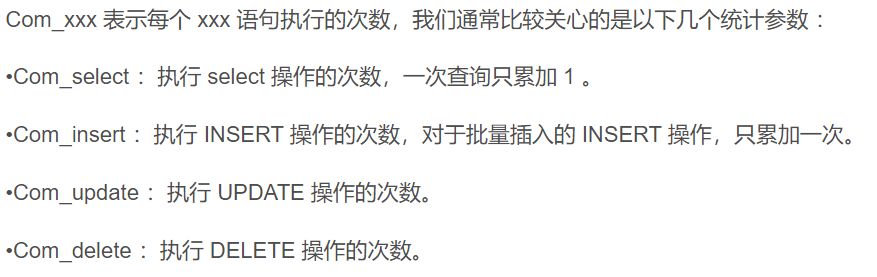 Com_xxx 表示每个 xxx 语句执行的次数，我们通常比较关心的是以下几个统计参数：
•Com_select： 执行 select 操作的次数，一次查询只累加 1 。
•Com_insert： 执行 INSERT 操作的次数，对于批量插入的 INSERT 操作，只累加一次。
•Com_update： 执行 UPDATE 操作的次数。
•Com_delete： 执行 DELETE 操作的次数。